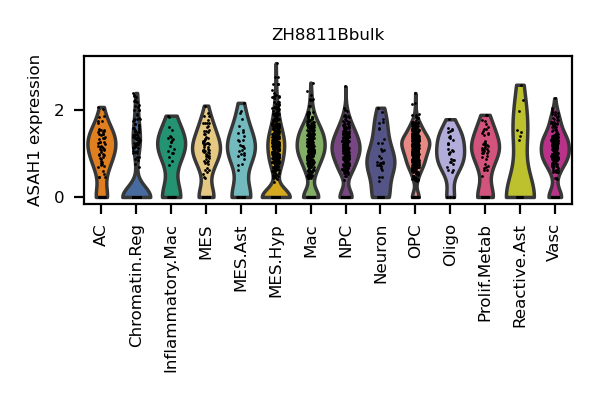 ZH8811Bbulk
ASAH1 expression
2
0
AC
Chromatin.Reg
Inflammatory.Mac
MES
MES.Ast
MES.Hyp
Mac
NPC
Neuron
OPC
Oligo
Prolif.Metab
Reactive.Ast
Vasc